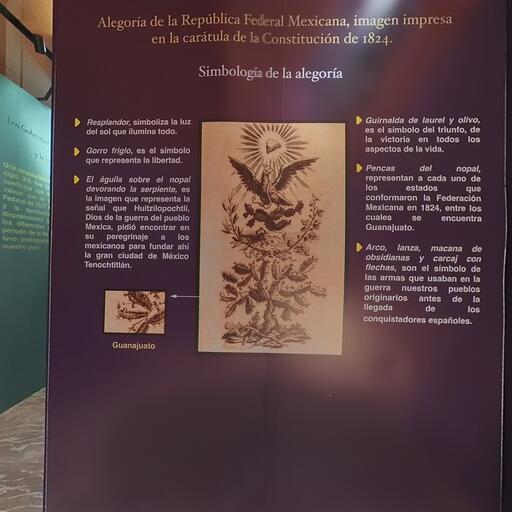 Alegoría de la República Federal Mexicana, imagen impresa
en la carátula de la Constitución de 1824.
Simbología de la alegoría
Resplandor, simboliza la luz
del sol que ilumina todo.
Gorro frigio, es el símbolo
que representa la libertad.
El águila sobre el nopal
devorando la serpiente, es
la imagen que representa la
señal que Huitzilopochtli,
Dios de la guerra del pueblo
Mexica, pidió encontrar en
su peregrinaje a los
mexicanos para fundar ahí
la gran ciudad de México
Tenochtitlán.
Guanajuato
Guirnalda de laurel y olivo,
es el símbolo del triunfo, de
la victoria en todos los
aspectos de la vida.
Pencas del nopal,
representan a cada uno de
los estados que
conformaron la Federación
Mexicana en 1824, entre los
cuales se encuentra
Guanajuato.
Arco, lanza, macana de
obsidianas y carcaj con
flechas, son el símbolo de
las armas que usaban en la
guerra nuestros pueblos
originarios antes de la
llegada de los
conquistadores españoles.